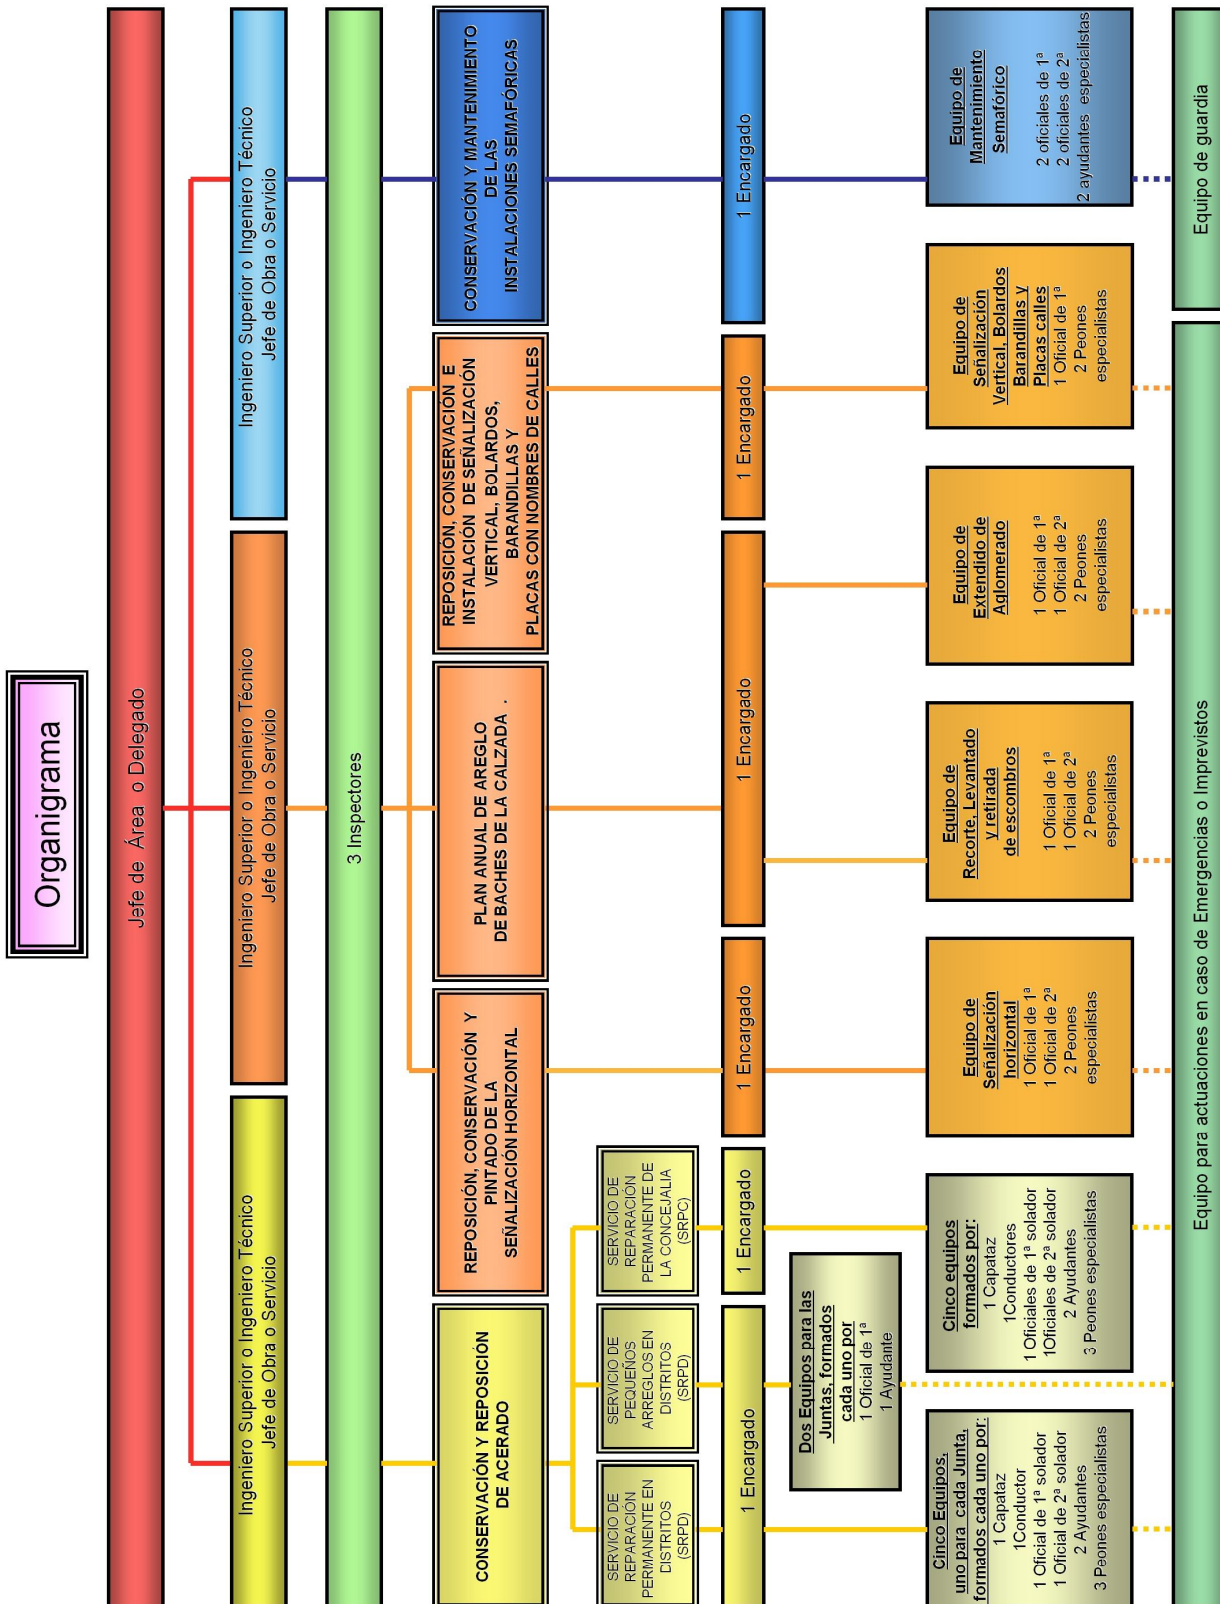 Organigrama
Jefe de Área o Delegado
Ingeniero Superior o Ingeniero Técnico
Jefe de Obra o Servicio
Ingeniero Superior o Ingeniero Técnico
Jefe de Obra o Servicio
Ingeniero Superior o Ingeniero Técnico
Jefe de Obra o Servicio
3 Inspectores
CONSERVACIÓN Y REPOSICIÓN
DE ACERADO
REPOSICIÓN, CONSERVACIÓN Y
PINTADO DE LA
SEÑALIZACIÓN HORIZONTAL
PLAN ANUAL DE AREGLO
DE BACHES DE LA CALZADA .
REPOSICIÓN, CONSERVACIÓN E
INSTALACIÓN DE SEÑALIZACIÓN
VERTICAL, BOLARDOS,
BARANDILLAS Y
PLACAS CON NOMBRES DE CALLES
CONSERVACIÓN Y MANTENIMIENTO
DE LAS
INSTALACIONES SEMAFÓRICAS
SERVICIO DE
REPARACIÓN
PERMANENTE EN
DISTRITOS
(SRPD)
SERVICIO DE
PEQUEÑOS
ARREGLOS EN
DISTRITOS
(SRPD)
SERVICIO DE
REPARACIÓN
PERMANENTE DE
LA CONCEJALIA
(SRPC)
1 Encargado
1 Encargado
1 Encargado
1 Encargado
1 Encargado
1 Encargado
Dos Equipos para las
Juntas, formados
cada uno por
1 Oficial de 1ª
1 Ayudante
Cinco Equipos,
uno para cada Junta,
formados cada uno por:
1 Capataz
1Conductor
1 Oficial de 1ª solador
1 Oficial de 2ª solador
2 Ayudantes
3 Peones especialistas
Cinco equipos
formados por:
1 Capataz
1Conductores
1 Oficiales de 1ª solador
1Oficiales de 2ª solador
2 Ayudantes
3 Peones especialistas
Equipo de
Señalización
horizontal
1 Oficial de 1ª
1 Oficial de 2ª
2 Peones
especialistas
Equipo de
Recorte, Levantado
y retirada
de escombros
1 Oficial de 1ª
1 Oficial de 2ª
2 Peones
especialistas
Equipo de
Extendido de
Aglomerado
1 Oficial de 1ª
1 Oficial de 2ª
2 Peones
especialistas
Equipo de
Señalización
Vertical, Bolardos
Barandillas y
Placas calles
1 Oficial de 1ª
2 Peones
especialistas
Equipo de
Mantenimiento
Semafórico
2 oficiales de 1ª
2 oficiales de 2ª
2 ayudantes especialistas
Equipo para actuaciones en caso de Emergencias o Imprevistos
Equipo de guardia